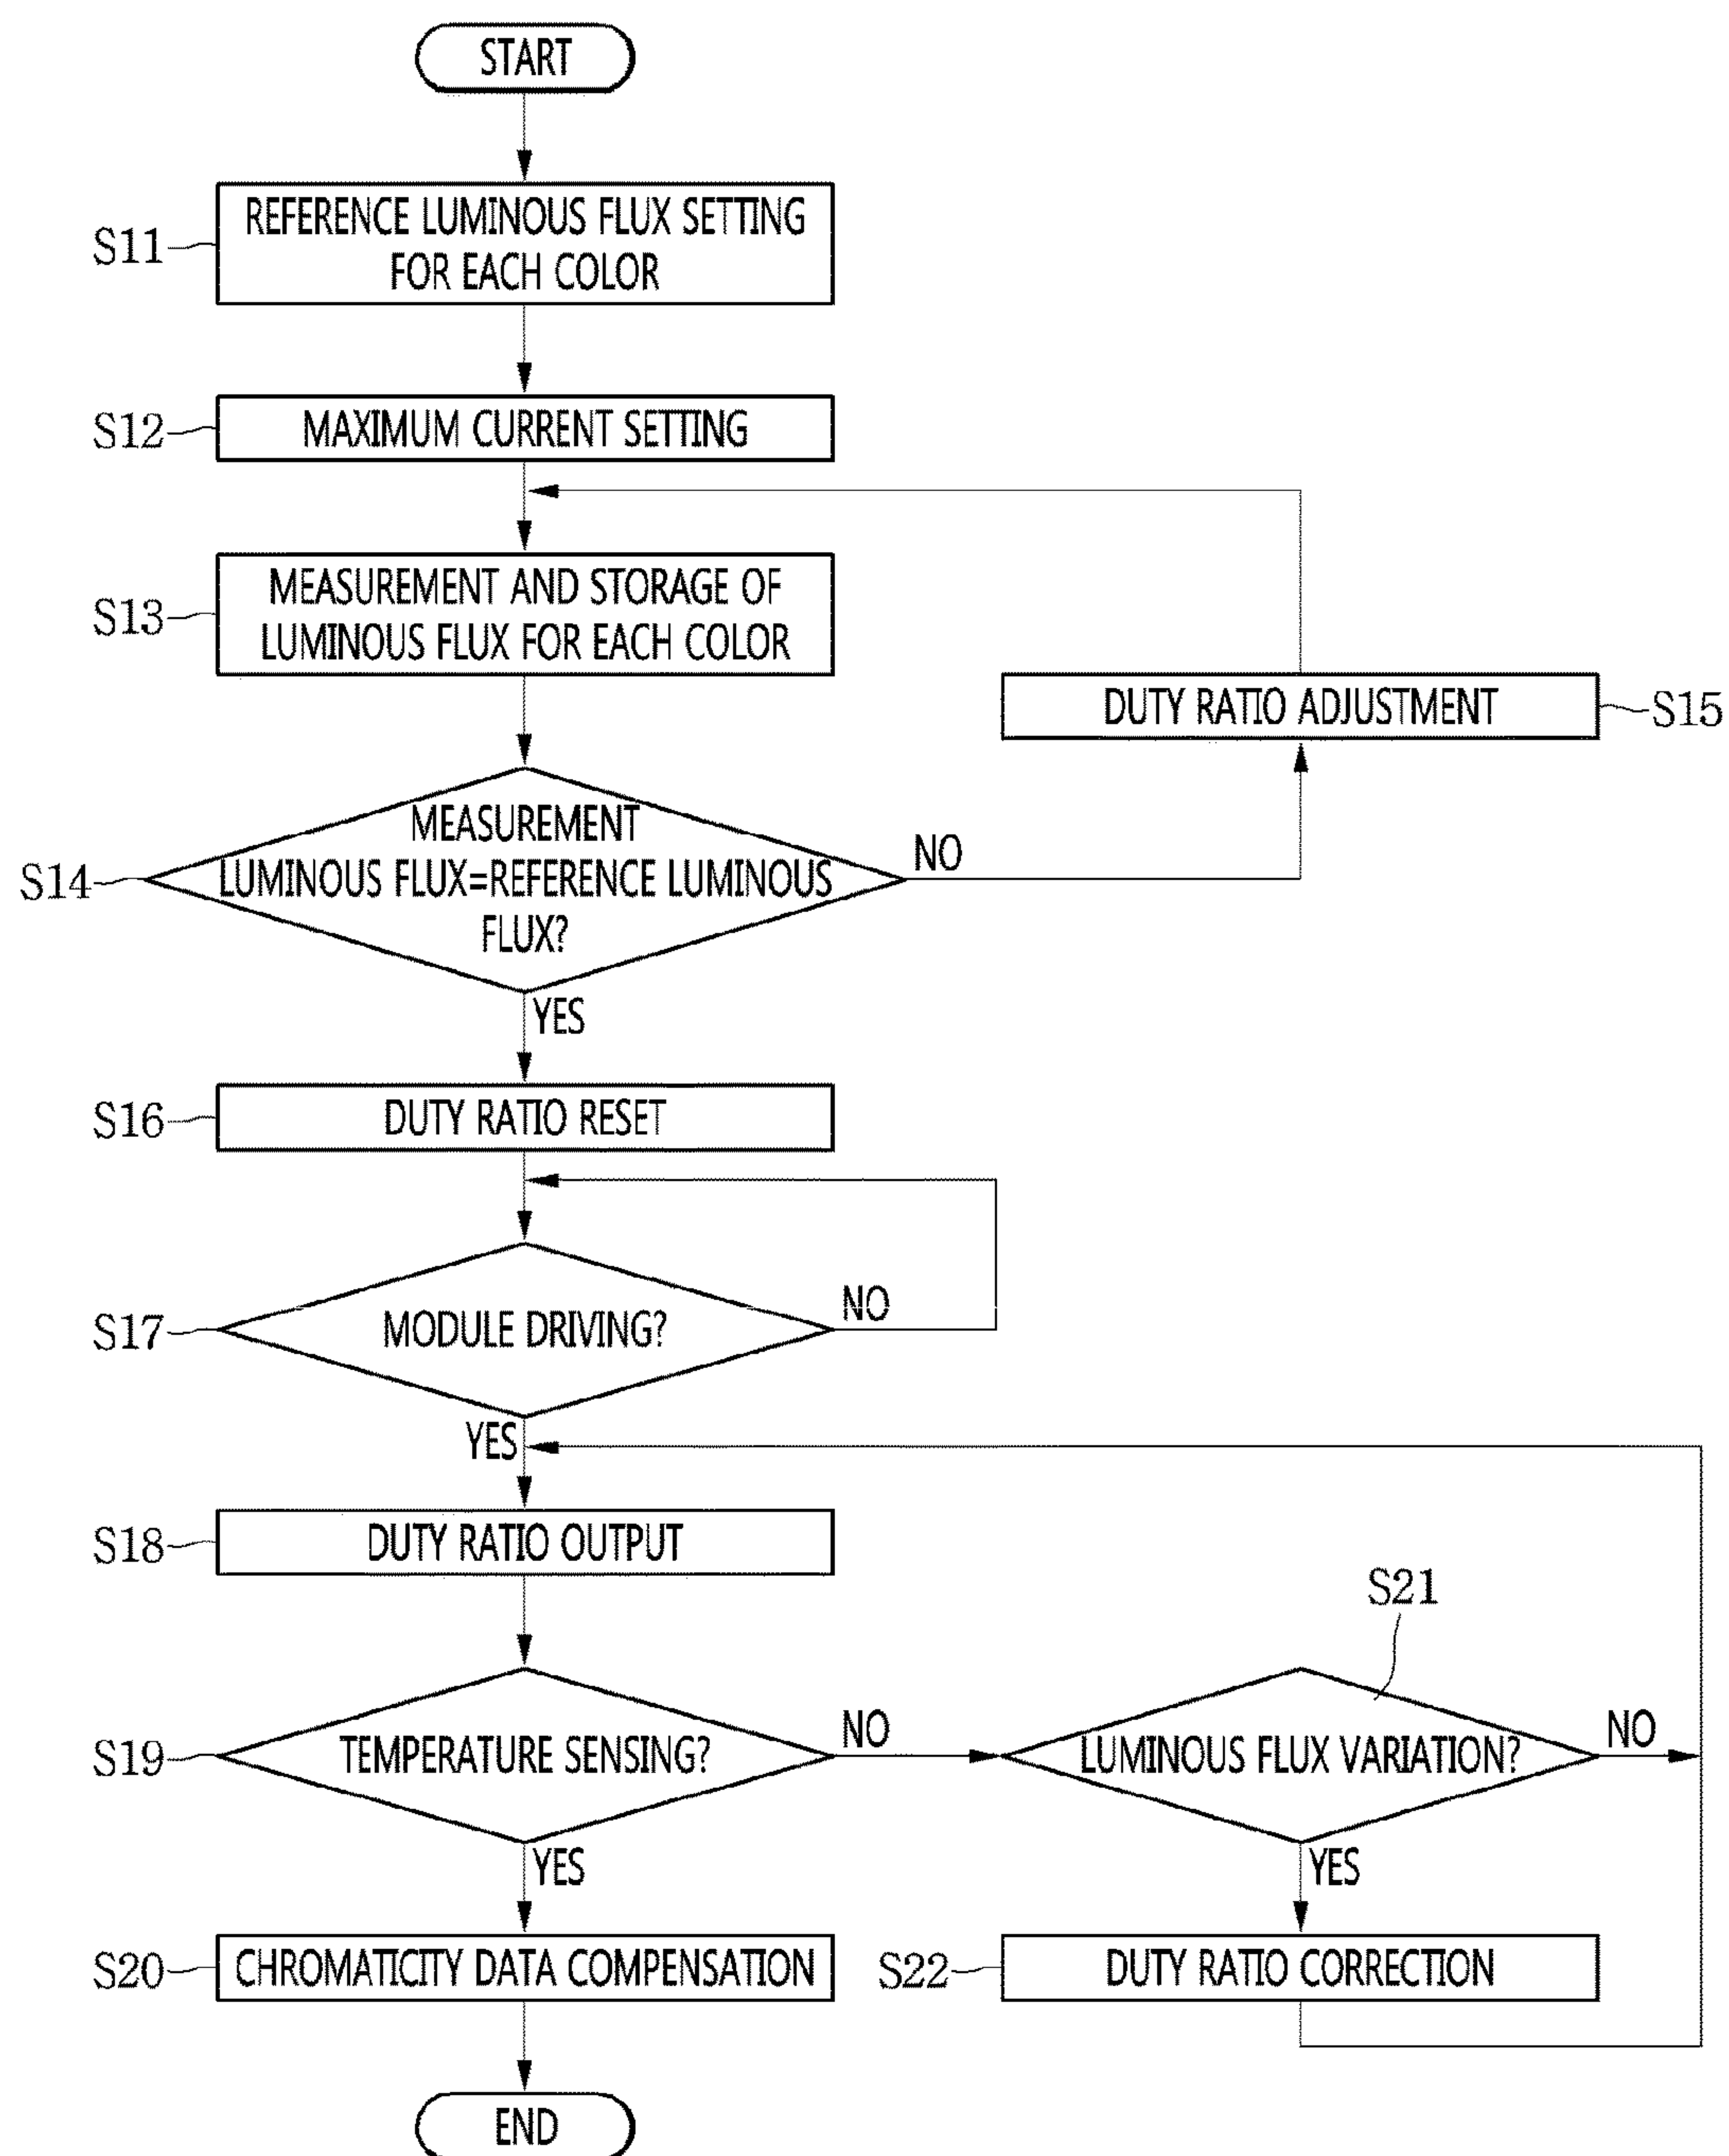 START
S11
REFERENCE LUMINOUS FLUX SETTING
FOR EACH COLOR
S12
MAXIMUM CURRENT SETTING
S13
MEASUREMENT AND STORAGE OF
LUMINOUS FLUX FOR EACH COLOR
DUTY RATIO ADJUSTMENT
S15
S14
MEASUREMENT
LUMINOUS FLUX=REFERENCE LUMINOUS
FLUX?
NO
YES
S16
DUTY RATIO RESET
S17
MODULE DRIVING?
NO
YES
S18
DUTY RATIO OUTPUT
S21
S19
TEMPERATURE SENSING?
NO
LUMINOUS FLUX VARIATION?
NO
YES
YES
S20
CHROMATICITY DATA COMPENSATION
S22
DUTY RATIO CORRECTION
END